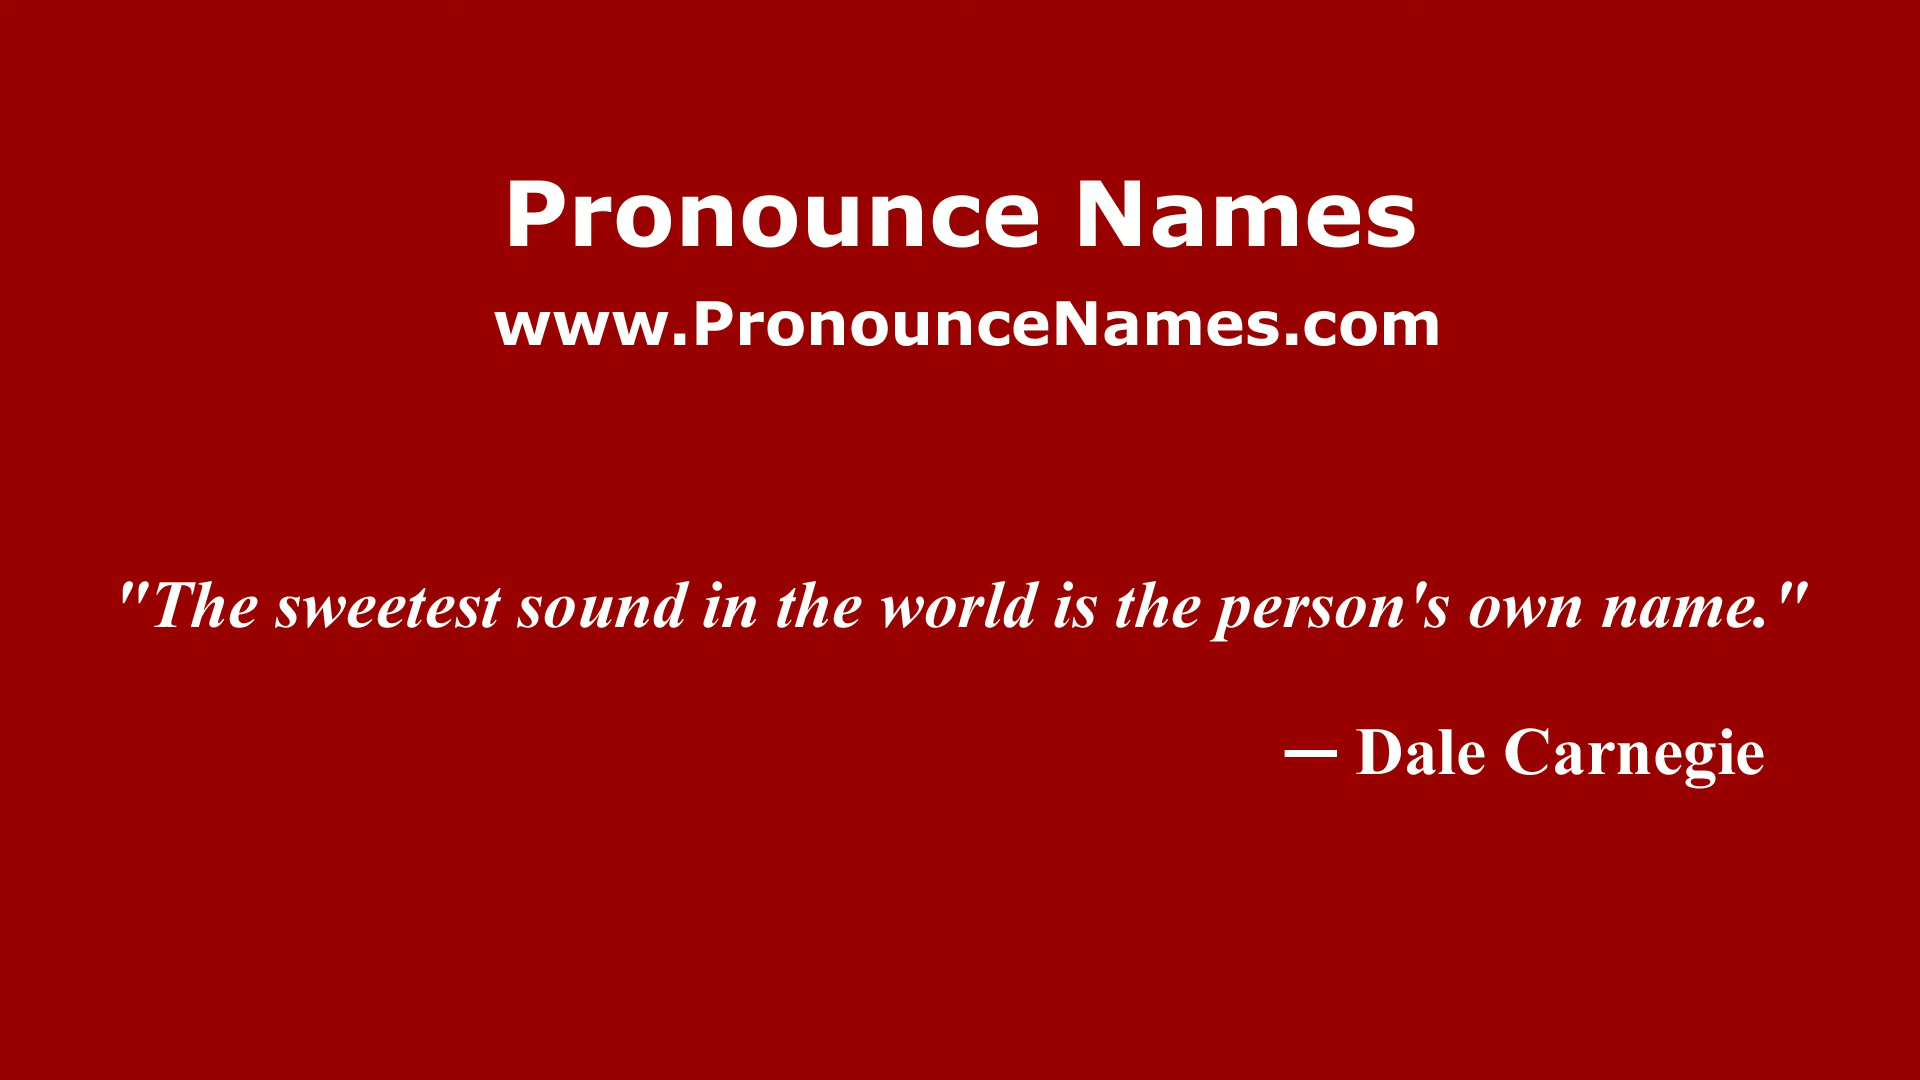 Pronounce Names
www.PronounceNames.com
"The sweetest sound in the world is the person's own name."
— Dale Carnegie